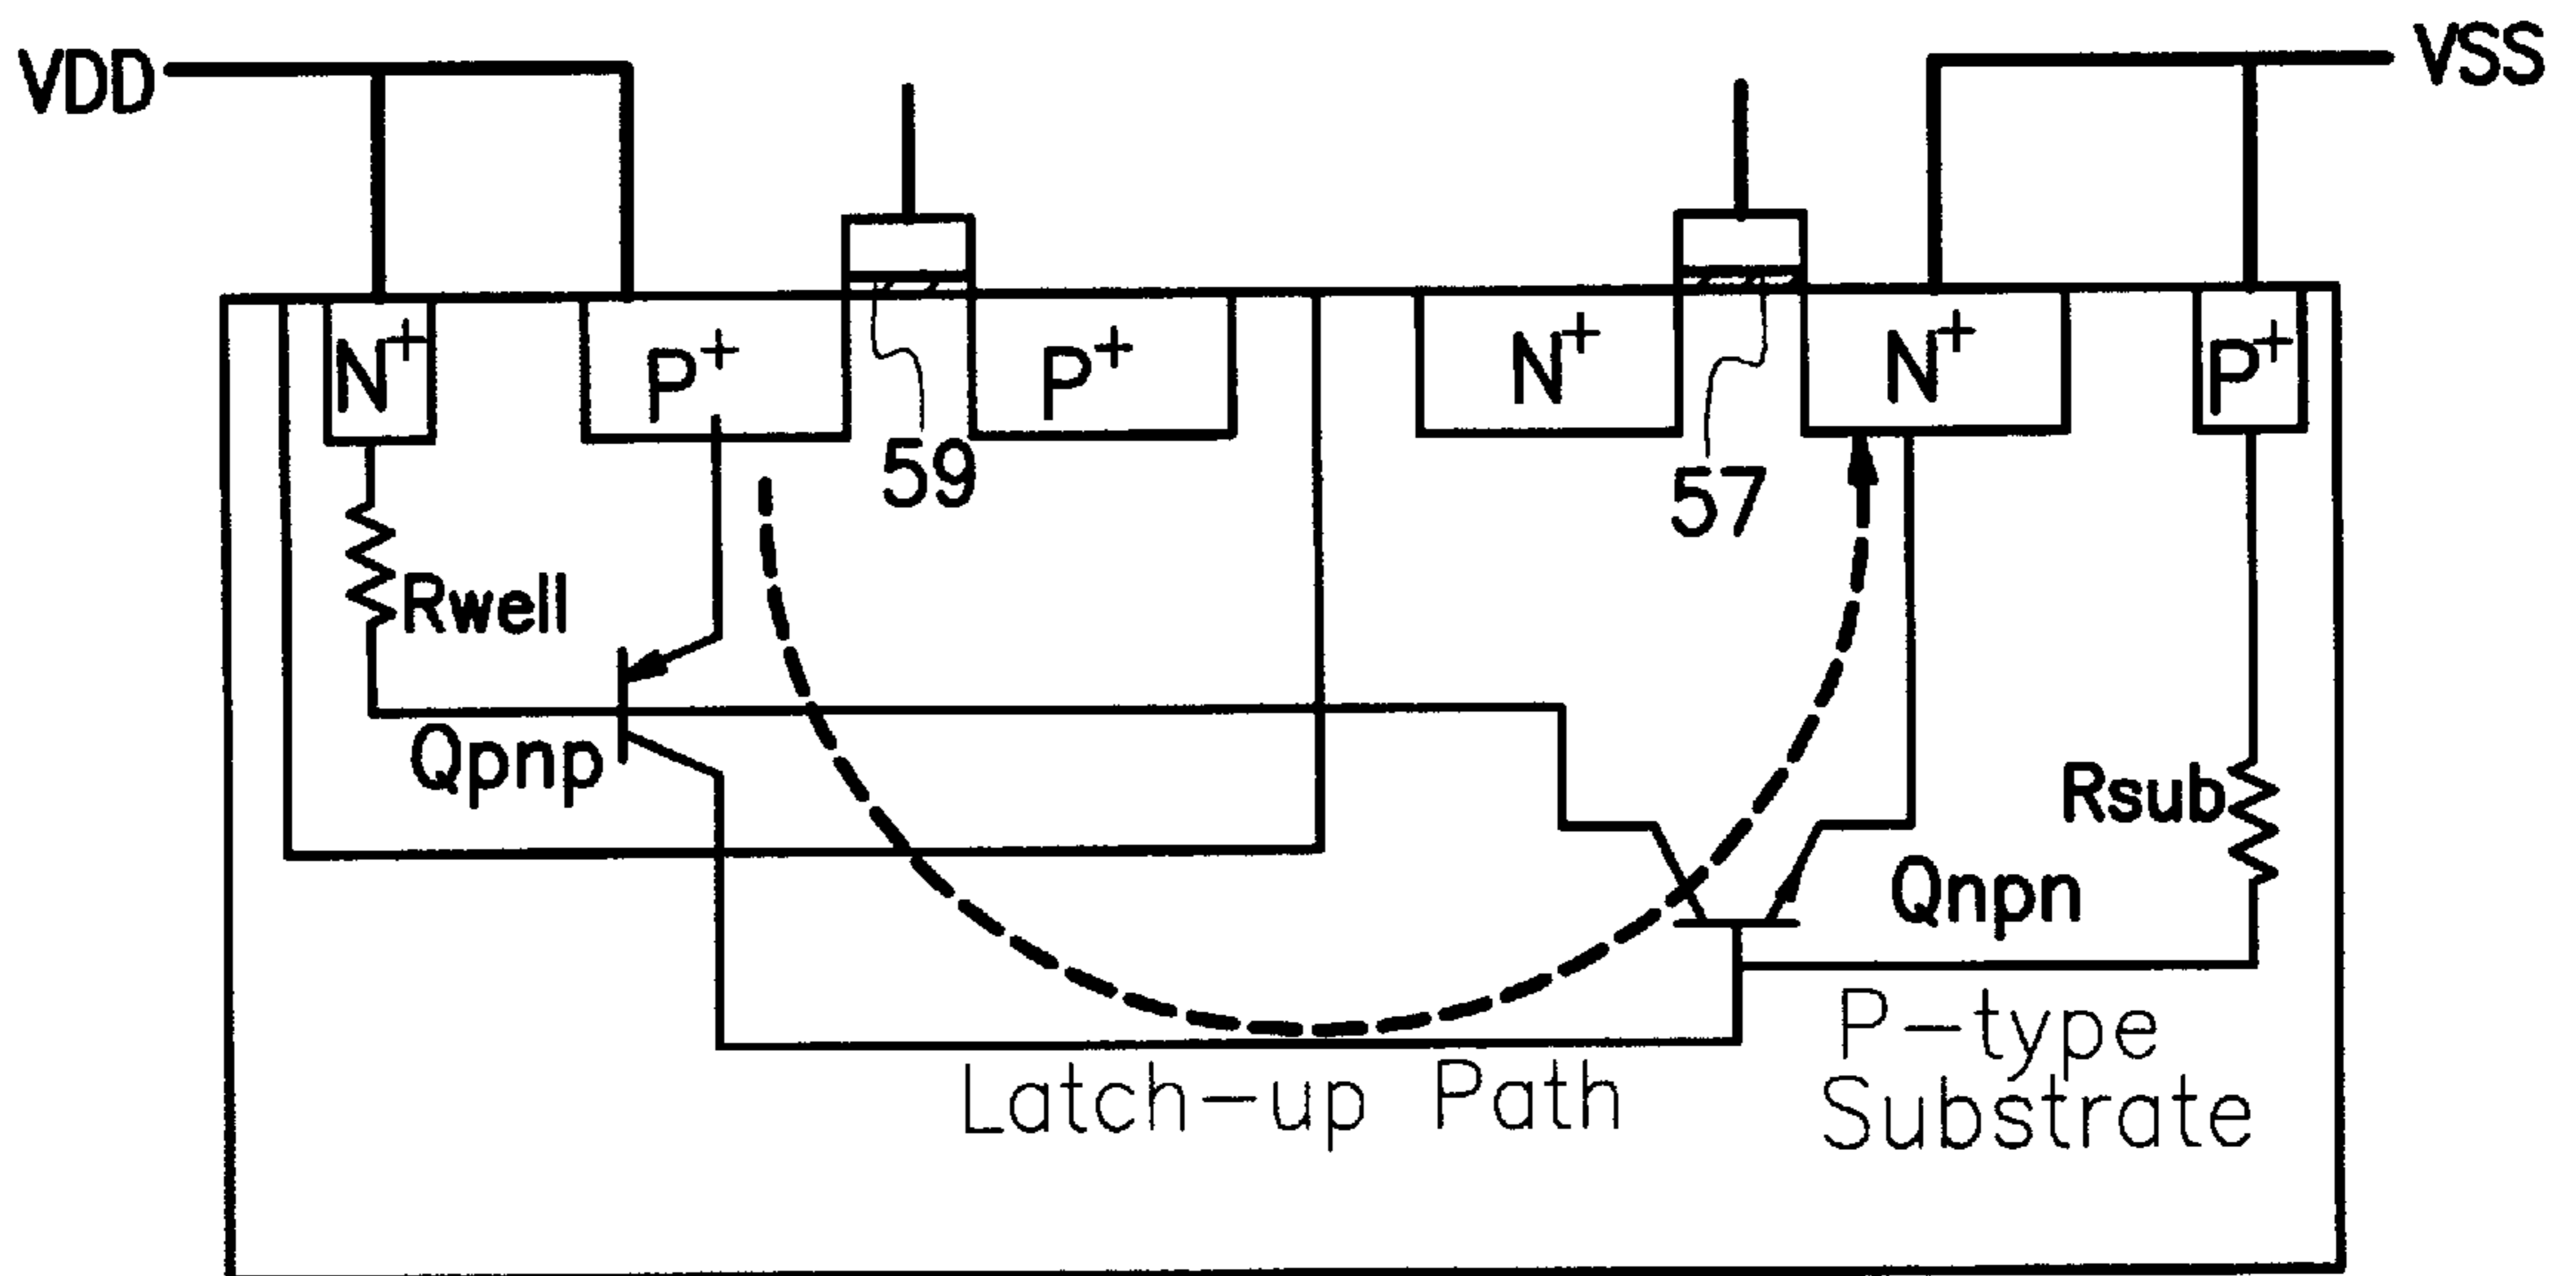 VDD
VSS
N+
P+
P+
N+
N+
P+
59
57
Rwell
Qpnp
Rsub
Qnpn
P-type
Substrate
Latch-up Path